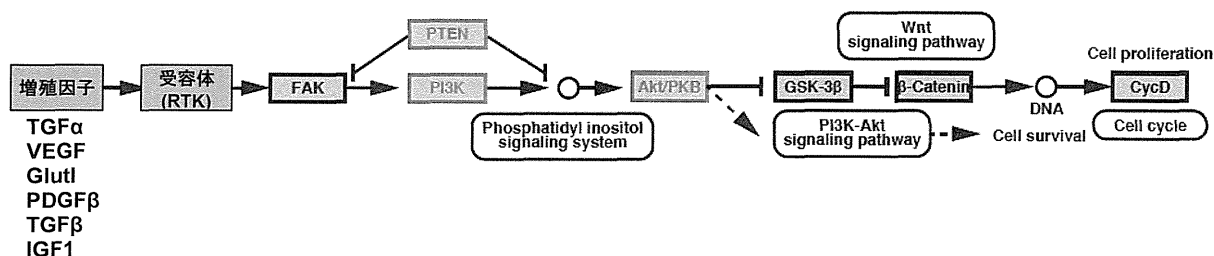 PTEN
Wnt
signaling pathway
Cell proliferation
増殖因子
受容体
(RTK)
FAK
PI3K
Akt/PKB
GSK-3β
β-Catenin
DNA
CycD
Phosphatidyl inositol
signaling system
PI3K-Akt
signaling pathway
Cell survival
Cell cycle
TGFα
VEGF
GlutI
PDGFβ
TGFβ
IGF1